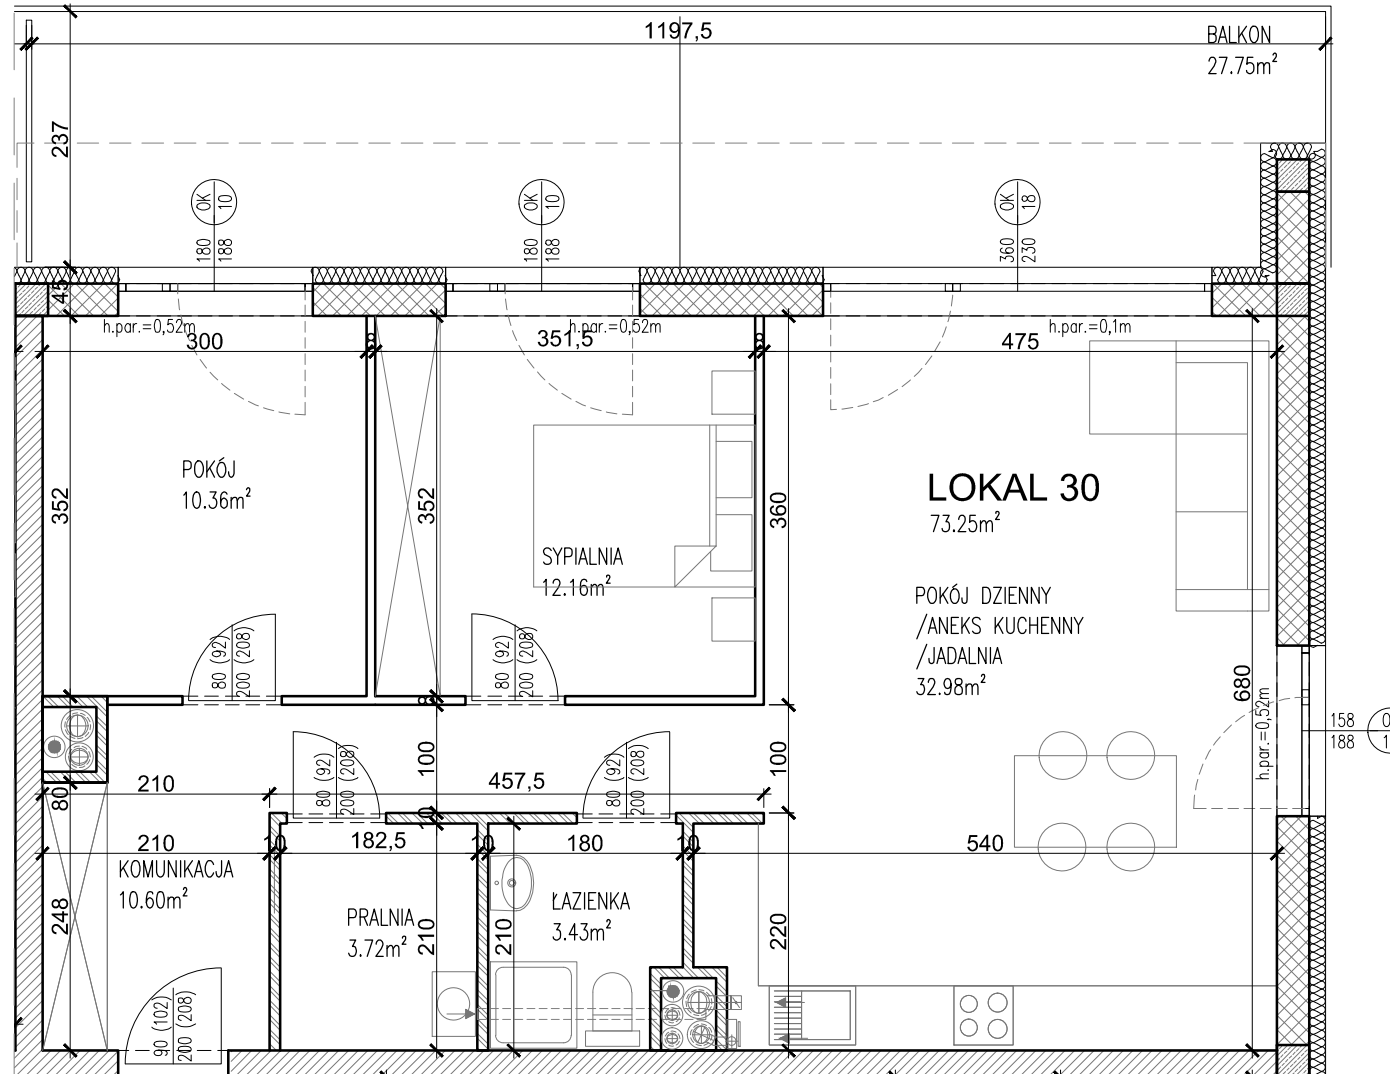 1197,5
BALKON
27.75m²
237
OK
10
180
188
OK
10
180
188
OK
18
360
230
45
h.par.=0,52m
h.par.=0,52m
h.par.=0,1m
300
8
351,5
8
475
POKÓJ
10.36m²
352
352
360
LOKAL 30
73.25m²
SYPIALNIA
12.16m²
POKÓJ DZIENNY
/ANEKS KUCHENNY
/JADALNIA
32.98m²
80 (92)
200 (208)
80 (92)
200 (208)
8
680
h.par.=0,52m
158
188
80 (92)
200 (208)
80 (92)
200 (208)
100
100
210
457,5
80
10
210
10
182,5
10
180
10
540
KOMUNIKACJA
10.60m²
248
PRALNIA
3.72m²
210
210
ŁAZIENKA
3.43m²
220
90 (102)
200 (208)